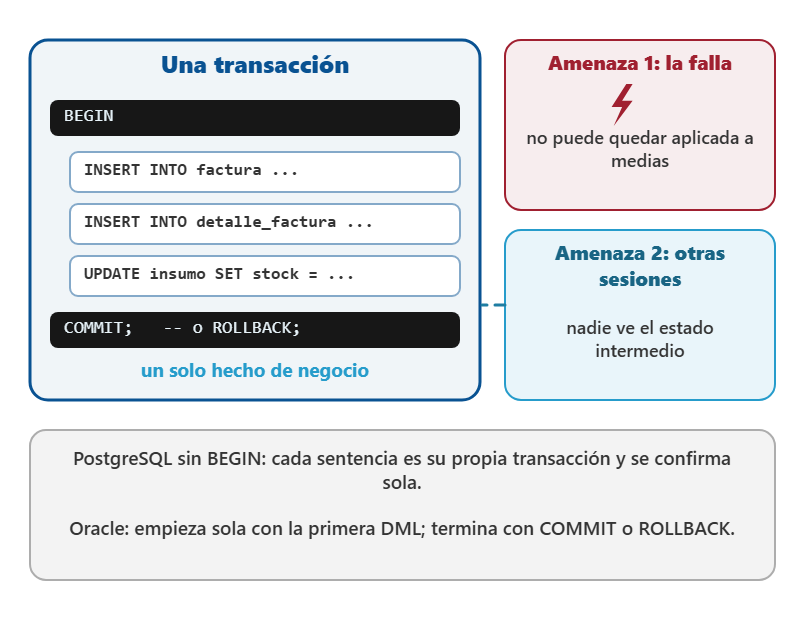 Una transacción
BEGIN
INSERT INTO factura ...
INSERT INTO detalle_factura ...
UPDATE insumo SET stock = ...
COMMIT;   -- o ROLLBACK;
un solo hecho de negocio
Amenaza 1: la falla
no puede quedar aplicada a
medias
Amenaza 2: otras
sesiones
nadie ve el estado
intermedio
PostgreSQL sin BEGIN: cada sentencia es su propia transacción y se confirma
sola.
Oracle: empieza sola con la primera DML; termina con COMMIT o ROLLBACK.